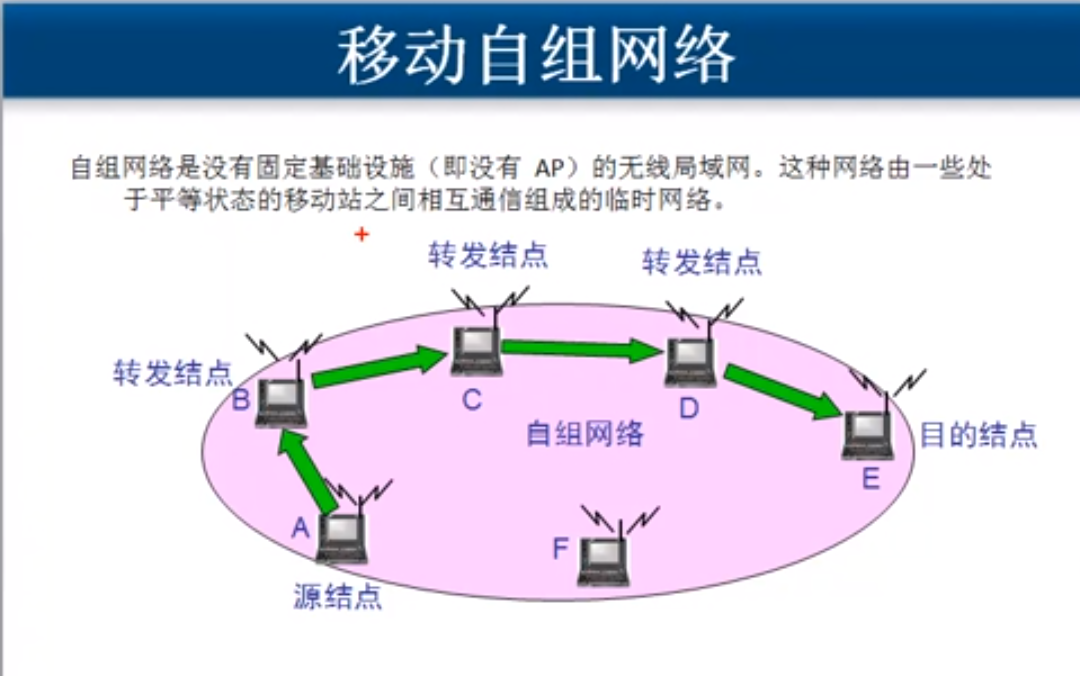 移动自组网络
自组网络是没有固定基础设施（即没有 AP）的无线局域网。这种网络由一些处
于平等状态的移动站之间相互通信组成的临时网络。
转发结点
转发结点
转发结点
B
C
D
自组网络
目的结点
E
A
F
源结点